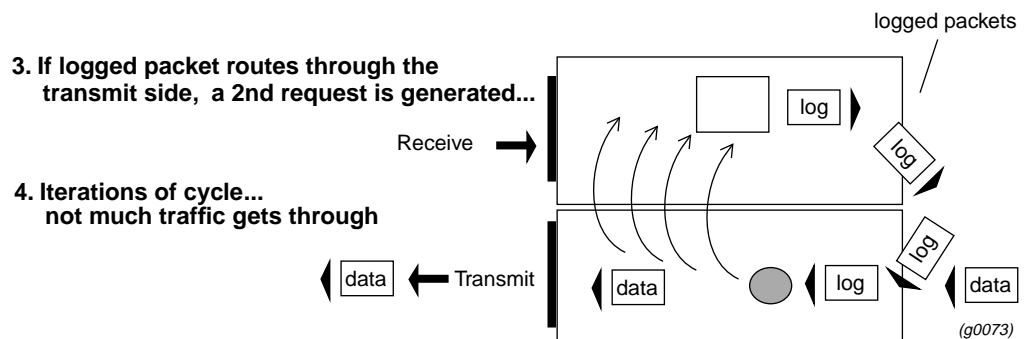 logged packets
3. If logged packet routes through the
transmit side, a 2nd request is generated...
log
Receive
log
4. Iterations of cycle...
not much traffic gets through
log
data
Transmit
data
log
data
(g0073)